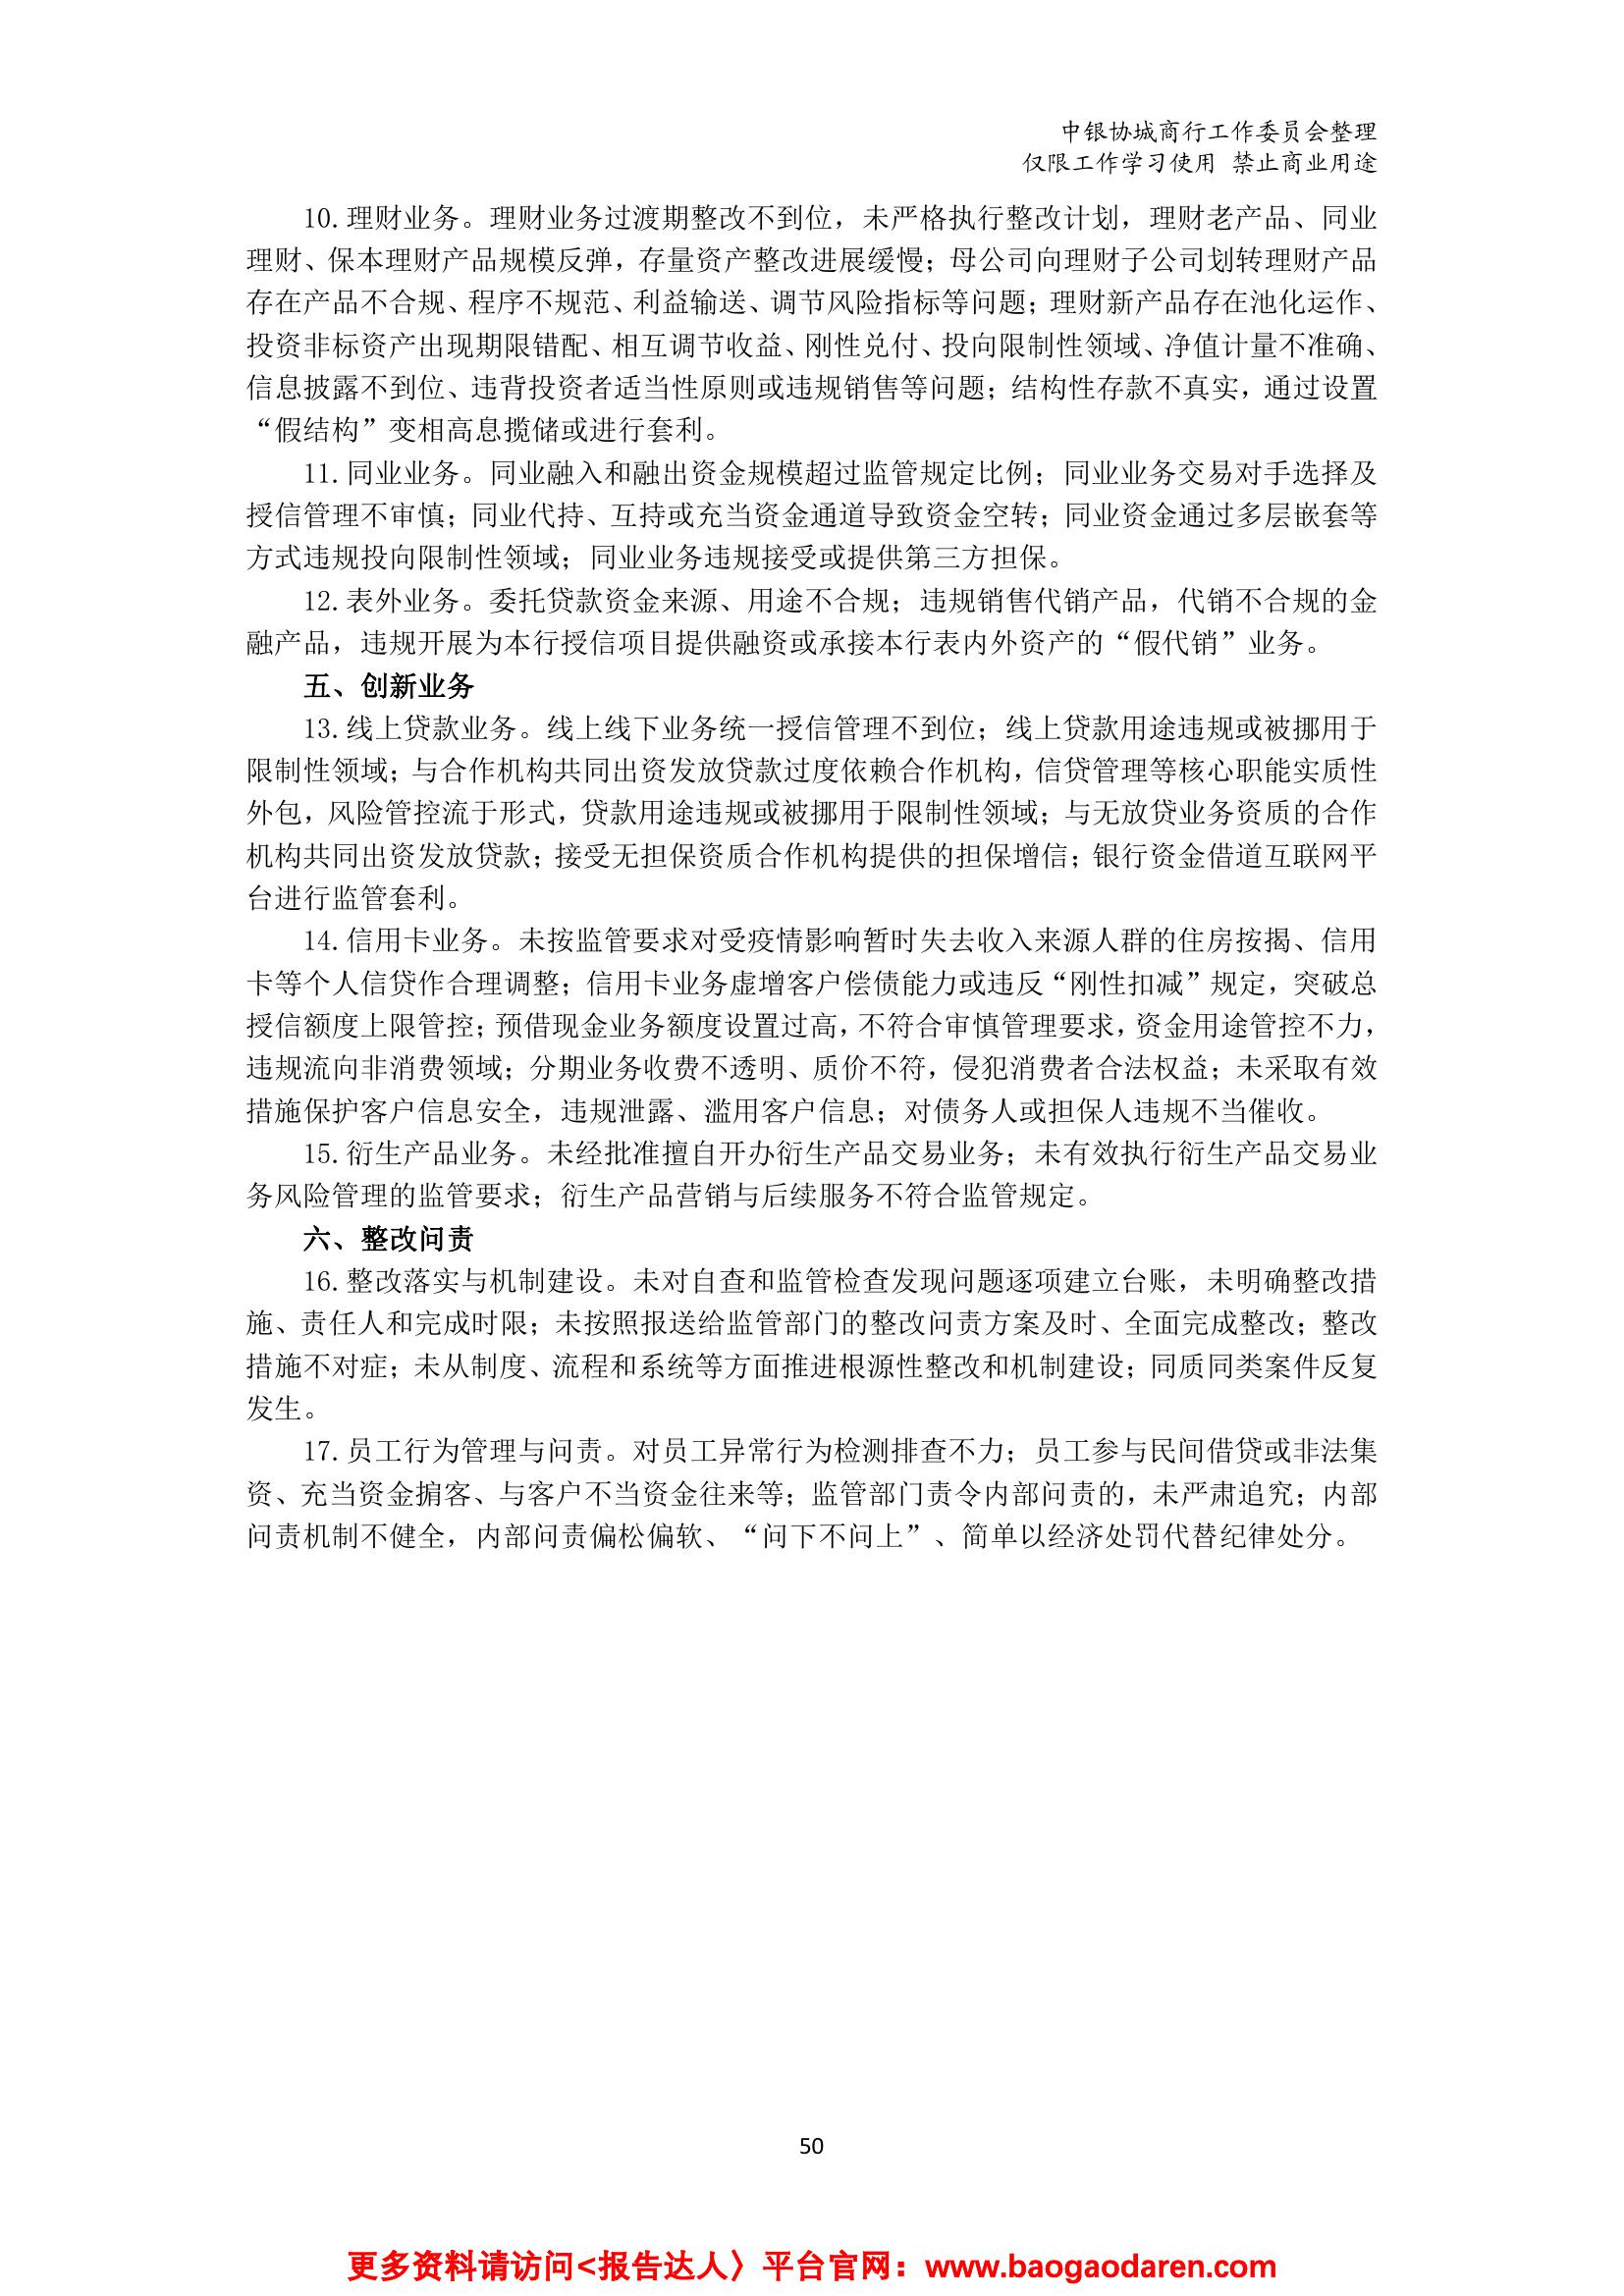 中银协城商行工作委员会整理
仅限工作学习使用 禁止商业用途
10.理财业务。理财业务过渡期整改不到位，未严格执行整改计划，理财老产品、同业
理财、保本理财产品规模反弹，存量资产整改进展缓慢；母公司向理财子公司划转理财产品
存在产品不合规、程序不规范、利益输送、调节风险指标等问题；理财新产品存在池化运作、
投资非标资产出现期限错配、相互调节收益、刚性兑付、投向限制性领域、净值计量不准确、
信息披露不到位、违背投资者适当性原则或违规销售等问题；结构性存款不真实，通过设置
“假结构”变相高息揽储或进行套利。
11.同业业务。同业融入和融出资金规模超过监管规定比例；同业业务交易对手选择及
授信管理不审慎；同业代持、互持或充当资金通道导致资金空转；同业资金通过多层嵌套等
方式违规投向限制性领域；同业业务违规接受或提供第三方担保。
12.表外业务。委托贷款资金来源、用途不合规；违规销售代销产品，代销不合规的金
融产品，违规开展为本行授信项目提供融资或承接本行表内外资产的“假代销”业务。
五、创新业务
13.线上贷款业务。线上线下业务统一授信管理不到位；线上贷款用途违规或被挪用于
限制性领域；与合作机构共同出资发放贷款过度依赖合作机构，信贷管理等核心职能实质性
外包，风险管控流于形式，贷款用途违规或被挪用于限制性领域；与无放贷业务资质的合作
机构共同出资发放贷款；接受无担保资质合作机构提供的担保增信；银行资金借道互联网平
台进行监管套利。
14.信用卡业务。未按监管要求对受疫情影响暂时失去收入来源人群的住房按揭、信用
卡等个人信贷作合理调整；信用卡业务虚增客户偿债能力或违反“刚性扣减”规定，突破总
授信额度上限管控；预借现金业务额度设置过高，不符合审慎管理要求，资金用途管控不力，
违规流向非消费领域；分期业务收费不透明、质价不符，侵犯消费者合法权益；未采取有效
措施保护客户信息安全，违规泄露、滥用客户信息；对债务人或担保人违规不当催收。
15.衍生产品业务。未经批准擅自开办衍生产品交易业务；未有效执行衍生产品交易业
务风险管理的监管要求；衍生产品营销与后续服务不符合监管规定。
六、整改问责
16.整改落实与机制建设。未对自查和监管检查发现问题逐项建立台账，未明确整改措
施、责任人和完成时限；未按照报送给监管部门的整改问责方案及时、全面完成整改；整改
措施不对症；未从制度、流程和系统等方面推进根源性整改和机制建设；同质同类案件反复
发生。
17.员工行为管理与问责。对员工异常行为检测排查不力；员工参与民间借贷或非法集
资、充当资金掮客、与客户不当资金往来等；监管部门责令内部问责的，未严肃追究；内部
问责机制不健全，内部问责偏松偏软、“问下不问上”、简单以经济处罚代替纪律处分。
50
更多资料请访问<报告达人〉平台官网：www.baogaodaren.com